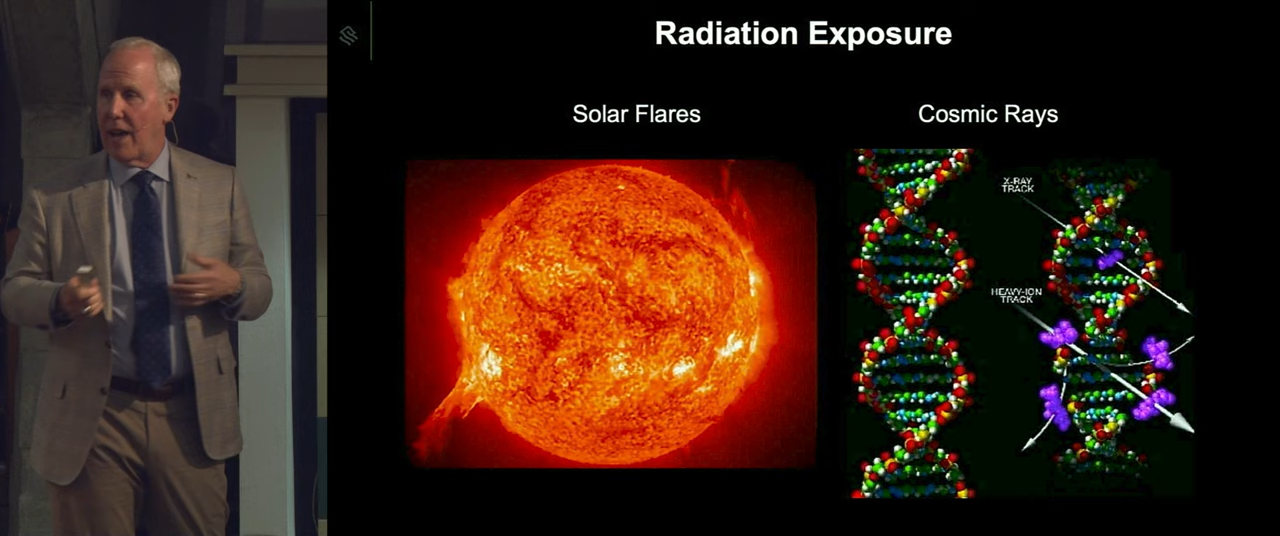 Radiation Exposure
Solar Flares
Cosmic Rays
X-RAY
TRACK
HEAVY-ION
TRACK